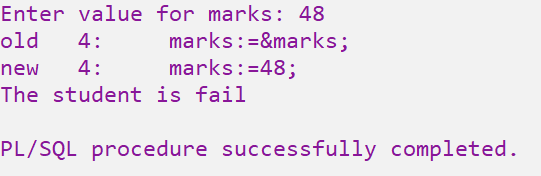 Enter value for marks: 48
old   4:     marks:=&marks;
new   4:     marks:=48;
The student is fail
PL/SQL procedure successfully completed.